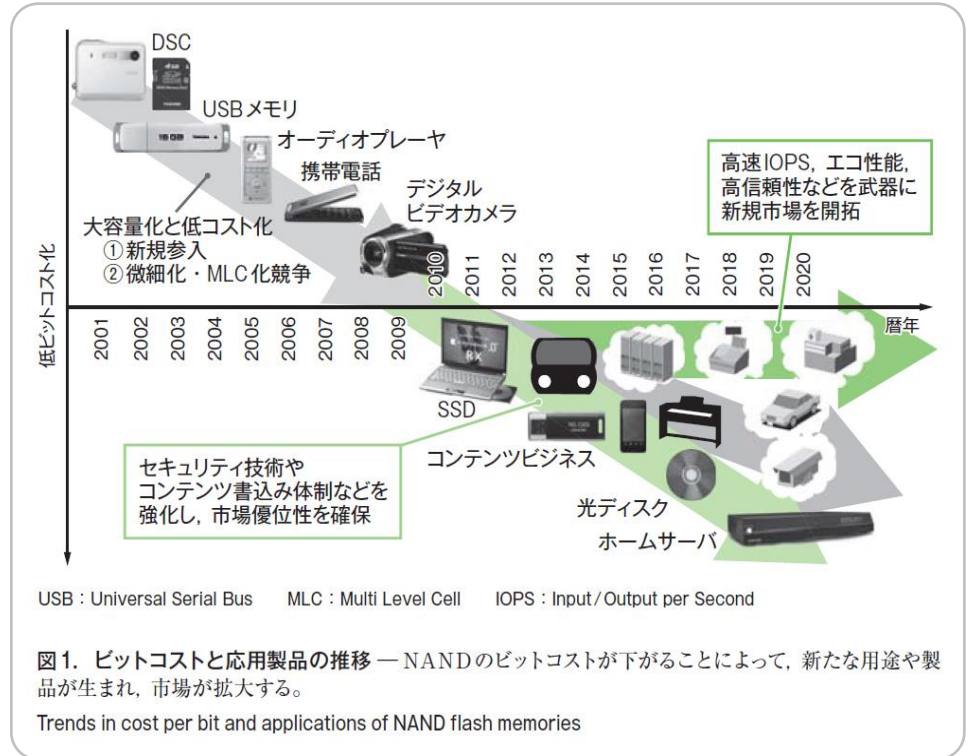 DSC
USBメモリ
オーディオプレーヤ
携帯電話
デジタル
ビデオカメラ
大容量化と低コスト化
①新規参入
②微細化・MLC化競争
高速IOPS，エコ性能，
高信頼性などを武器に
新規市場を開拓
低ビットコスト化
2010
2011
2012
2013
2014
2015
2016
2017
2018
2019
2020
暦年
2001
2002
2003
2004
2005
2006
2007
2008
2009
SSD
コンテンツビジネス
光ディスク
ホームサーバ
セキュリティ技術や
コンテンツ書込み体制などを
強化し，市場優位性を確保
USB：Universal Serial Bus　MLC：Multi Level Cell　IOPS：Input/Output per Second
図1．ビットコストと応用製品の推移 — NANDのビットコストが下がることによって，新たな用途や製
品が生まれ，市場が拡大する。
Trends in cost per bit and applications of NAND flash memories